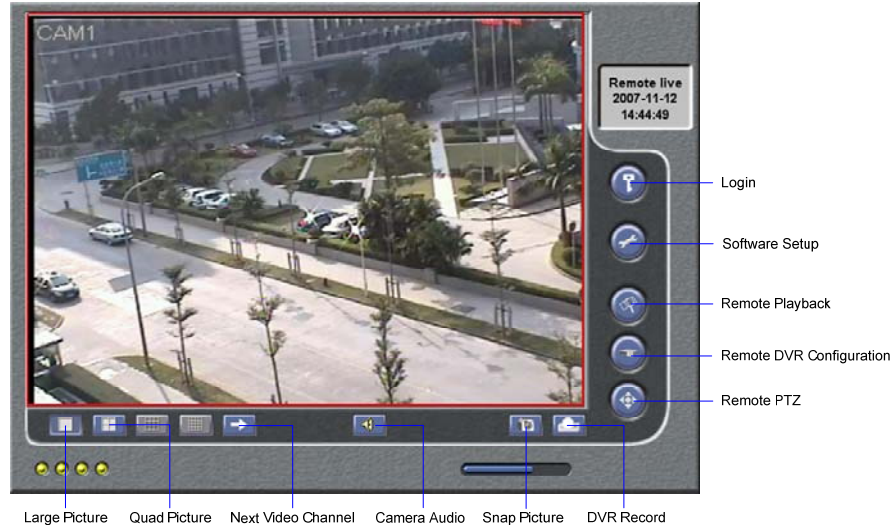 CAM1
Remote live
2007-11-12
14:44:49
Login
Software Setup
Remote Playback
Remote DVR Configuration
Remote PTZ
Large Picture
Quad Picture
Next Video Channel
Camera Audio
Snap Picture
DVR Record